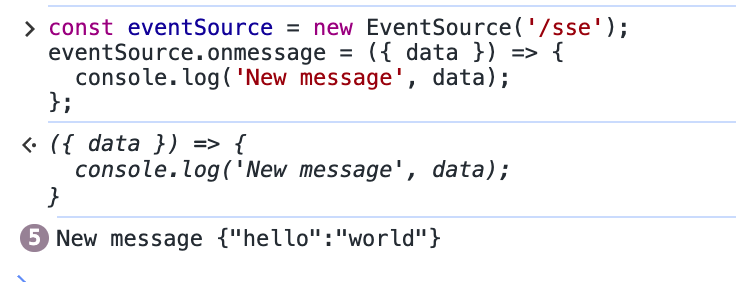 const eventSource = new EventSource('/sse');
eventSource.onmessage = ({ data }) => {
  console.log('New message', data);
};
({ data }) => {
  console.log('New message', data);
}
5 New message {"hello":"world"}